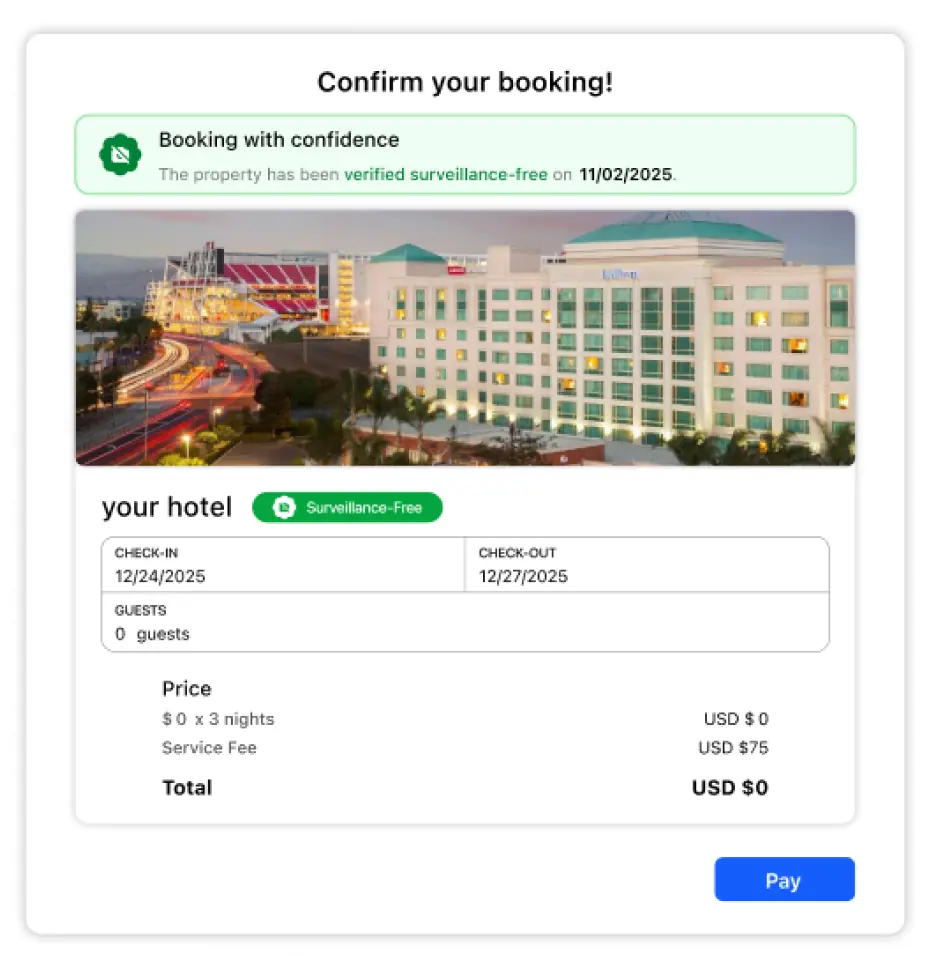 Confirm your booking!
Booking with confidence
The property has been verified surveillance-free on 11/02/2025.
Hilton
your hotel
Surveillance-Free
CHECK-IN
12/24/2025
CHECK-OUT
12/27/2025
GUESTS
0 guests
Price
$ 0 x 3 nights
USD $ 0
Service Fee
USD $75
Total
USD $0
Pay